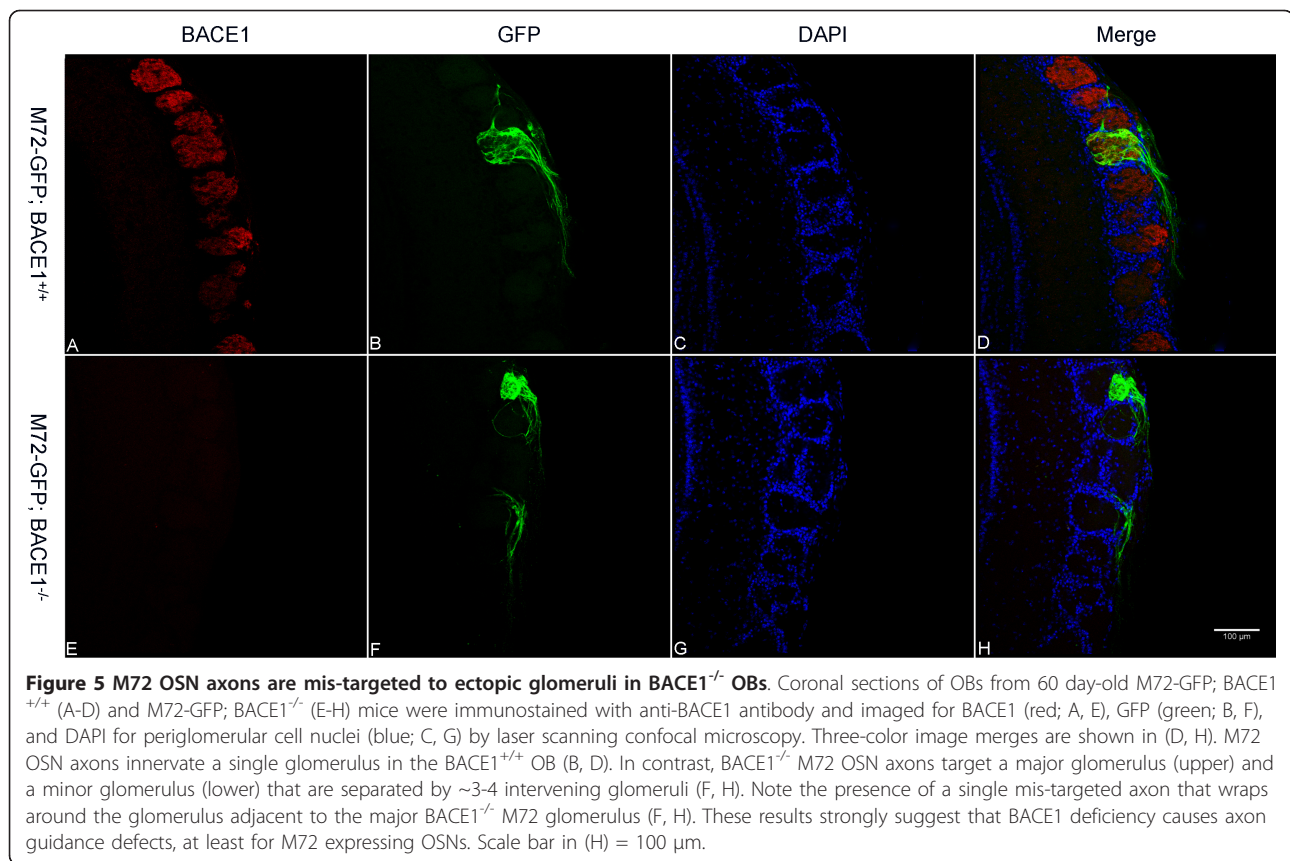 BACE1 GFP DAPI Merge
M72-GFP; BACE1+/+
A B C D
M72-GFP; BACE1-/-
100 µm
E F G H
Figure 5 M72 OSN axons are mis-targeted to ectopic glomeruli in BACE1-/- OBs. Coronal sections of OBs from 60 day-old M72-GFP; BACE1
+/+ (A-D) and M72-GFP; BACE1-/- (E-H) mice were immunostained with anti-BACE1 antibody and imaged for BACE1 (red; A, E), GFP (green; B, F),
and DAPI for periglomerular cell nuclei (blue; C, G) by laser scanning confocal microscopy. Three-color image merges are shown in (D, H). M72
OSN axons innervate a single glomerulus in the BACE1+/+ OB (B, D). In contrast, BACE1-/- M72 OSN axons target a major glomerulus (upper) and
a minor glomerulus (lower) that are separated by ~3-4 intervening glomeruli (F, H). Note the presence of a single mis-targeted axon that wraps
around the glomerulus adjacent to the major BACE1-/- M72 glomerulus (F, H). These results strongly suggest that BACE1 deficiency causes axon
guidance defects, at least for M72 expressing OSNs. Scale bar in (H) = 100 µm.